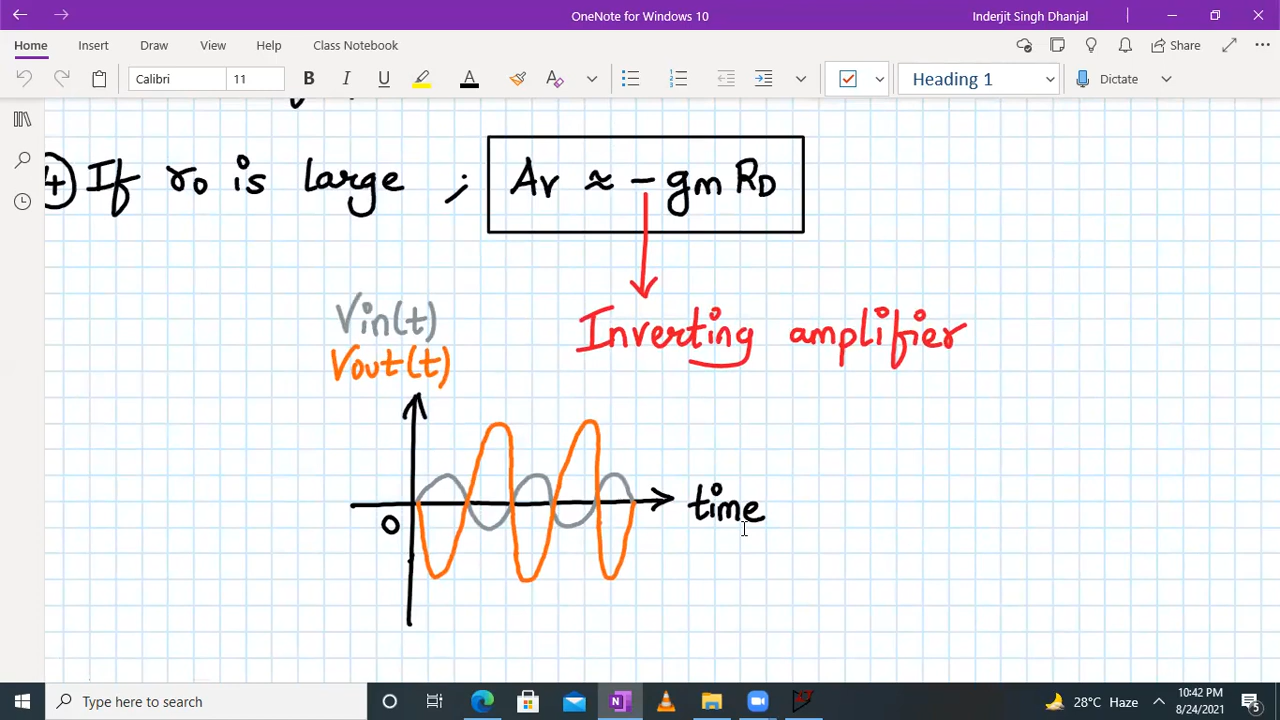 OneNote for Windows 10
Inderjit Singh Dhanjal
Home Insert Draw View Help Class Notebook Share
Calibri 11 B I U A Heading 1 Dictate
4) If ro is large ; Av ≈ - gm RD
Inverting amplifier
Vin(t)
Vout(t)
0
time
Type here to search
28°C Haze
10:42 PM
8/24/2021
5